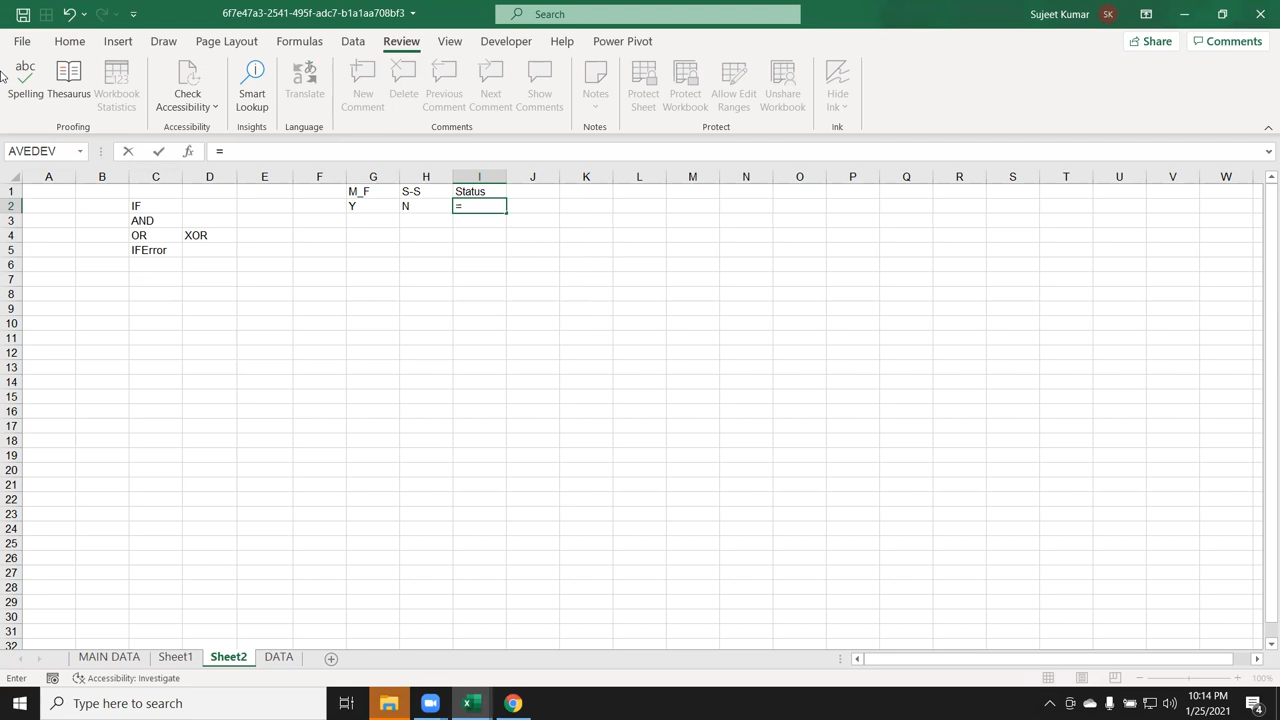 6f7e47a3-2541-495f-adc7-b1a1aa708bf3
Search
Sujeet Kumar
SK
File Home Insert Draw Page Layout Formulas Data Review View Developer Help Power Pivot
Share
Comments
abc
Spelling
Thesaurus
Workbook Statistics
Check Accessibility
Smart Lookup
Translate
New Comment
Delete
Previous Comment
Next Comment
Show Comments
Notes
Protect Sheet
Protect Workbook
Allow Edit Ranges
Unshare Workbook
Hide Ink
Proofing
Accessibility
Insights
Language
Comments
Notes
Protect
Ink
AVEDEV
fx
=
A B C D E F G H I J K L M N O P Q R S T U V W
1 M_F S-S Status
2 IF Y N =
3 AND
4 OR XOR
5 IFError
6
7
8
9
10
11
12
13
14
15
16
17
18
19
20
21
22
23
24
25
26
27
28
29
30
31
32
MAIN DATA Sheet1 Sheet2 DATA
Enter
Accessibility: Investigate
100%
Type here to search
10:14 PM
1/25/2021
4